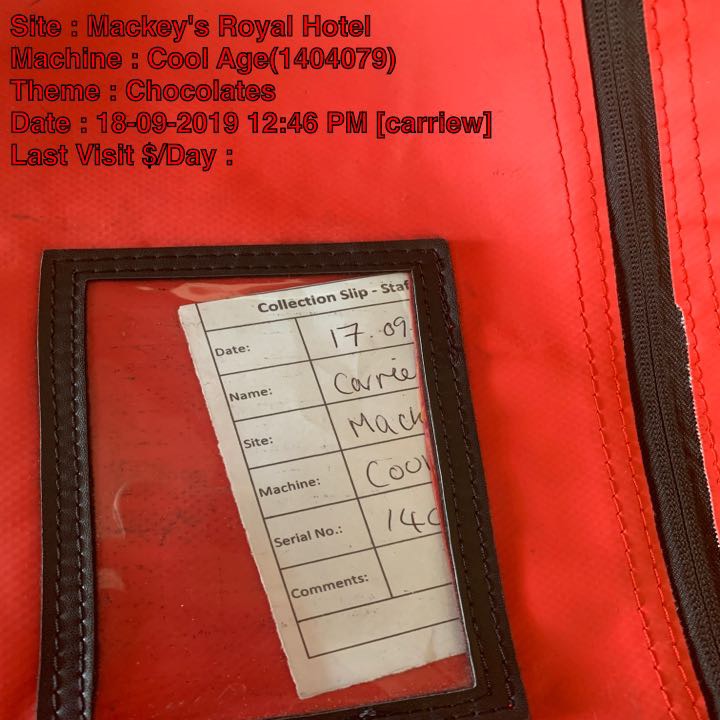 Site : Mackey's Royal Hotel
Machine : Cool Age(1404079)
Theme : Chocolates
Date : 18-09-2019 12:46 PM [carriew]
Last Visit $/Day :
Collection Slip - Staf
Date: 17.09.
Name: Carrie
Site: Mack
Machine: Cool
Serial No.: 140
Comments: